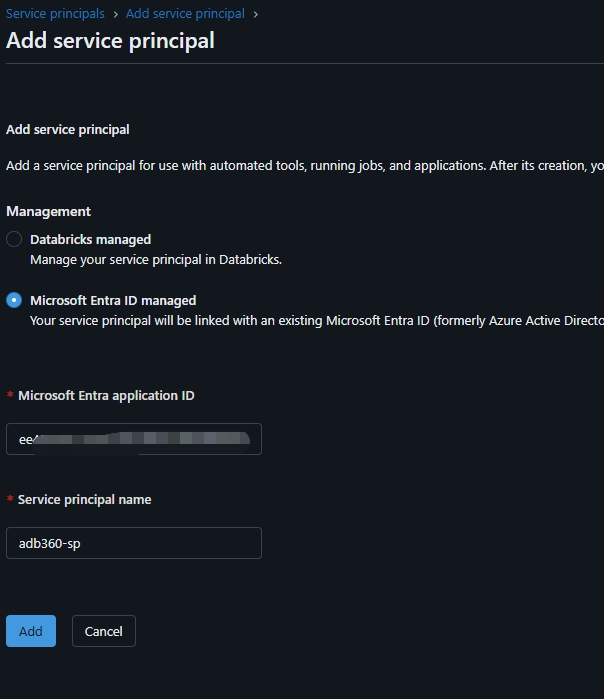 Service principals › Add service principal ›
Add service principal
Add service principal
Add a service principal for use with automated tools, running jobs, and applications. After its creation, yo
Management
Databricks managed
Manage your service principal in Databricks.
Microsoft Entra ID managed
Your service principal will be linked with an existing Microsoft Entra ID (formerly Azure Active Directo
* Microsoft Entra application ID
ee4
* Service principal name
adb360-sp
Add
Cancel